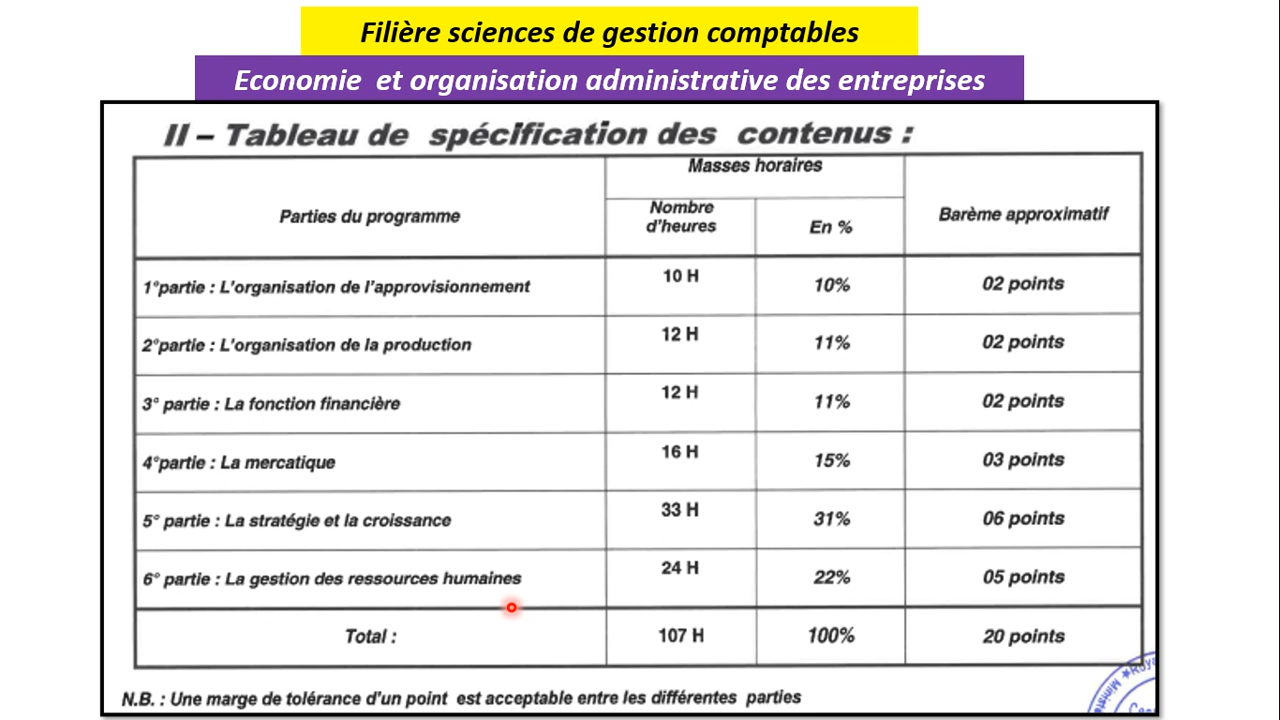 Filière sciences de gestion comptables
Economie et organisation administrative des entreprises
II – Tableau de spécification des contenus :
Parties du programme
Masses horaires
Nombre d'heures
En %
Barème approximatif
1°partie : L'organisation de l'approvisionnement 10 H 10% 02 points
2°partie : L'organisation de la production 12 H 11% 02 points
3° partie : La fonction financière 12 H 11% 02 points
4°partie : La mercatique 16 H 15% 03 points
5° partie : La stratégie et la croissance 33 H 31% 06 points
6° partie : La gestion des ressources humaines 24 H 22% 05 points
Total : 107 H 100% 20 points
N.B. : Une marge de tolérance d'un point est acceptable entre les différentes parties